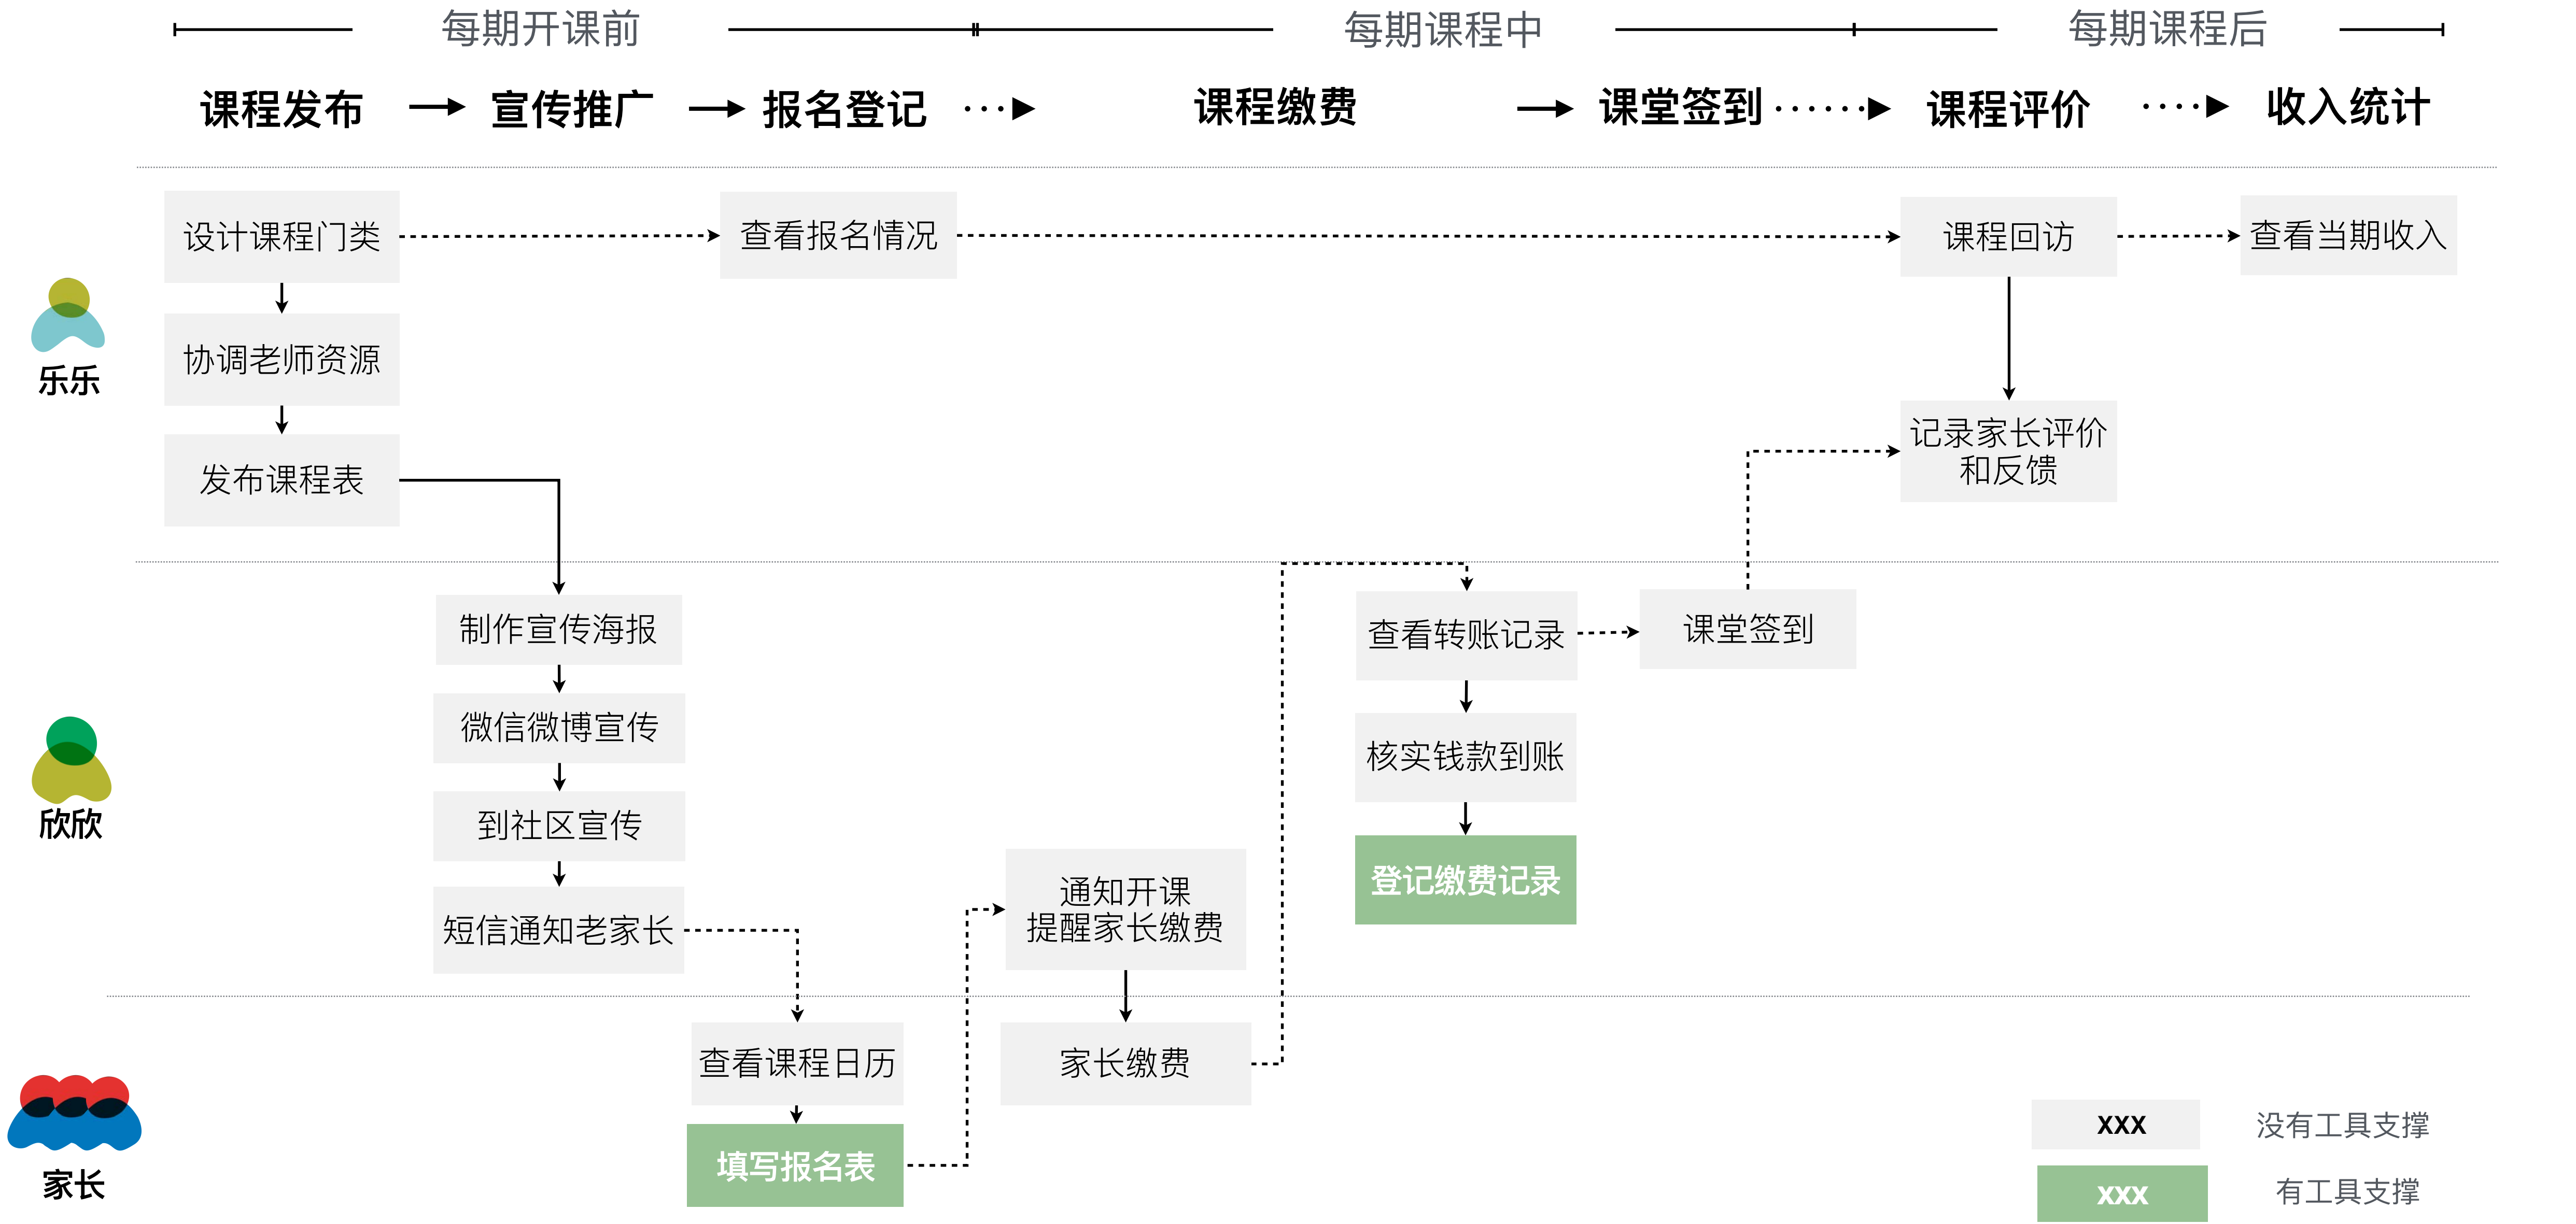 每期开课前
每期课程中
每期课程后
课程发布
宣传推广
报名登记
课程缴费
课堂签到
课程评价
收入统计
设计课程门类
查看报名情况
课程回访
查看当期收入
协调老师资源
乐乐
记录家长评价
和反馈
发布课程表
制作宣传海报
查看转账记录
课堂签到
微信微博宣传
核实钱款到账
欣欣
到社区宣传
登记缴费记录
短信通知老家长
通知开课
提醒家长缴费
查看课程日历
家长缴费
家长
填写报名表
xxx
没有工具支撑
xxx
有工具支撑